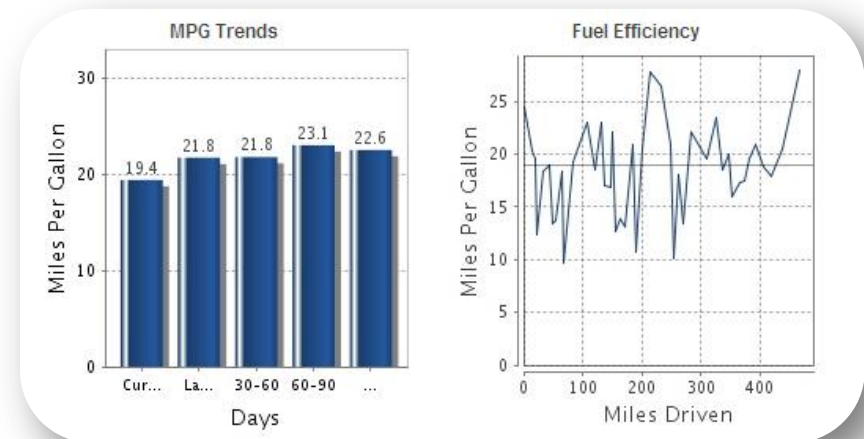 MPG Trends
Miles Per Gallon
30
20
10
0
19.4
21.8
21.8
23.1
22.6
Cur...
La...
30-60
60-90
...
Days
Fuel Efficiency
Miles Per Gallon
25
20
15
10
5
0
0
100
200
300
400
Miles Driven